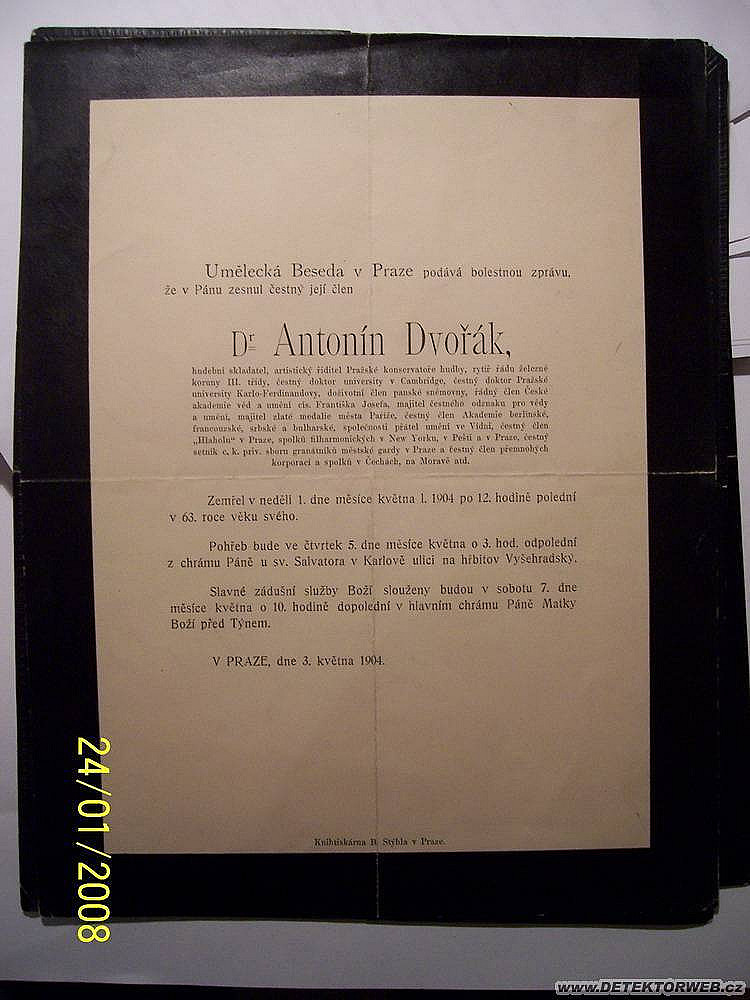 Umělecká Beseda v Praze podává bolestnou zprávu,
že v Pánu zesnul čestný její člen
Dr Antonín Dvořák,
hudební skladatel, artistický řiditel Pražské konservatoře hudby, rytíř řádu železné
koruny III. třídy, čestný doktor university v Cambridge, čestný doktor Pražské
university Karlo-Ferdinandovy, doživotní člen panské sněmovny, řádný člen České
akademie věd a umění cís. Františka Josefa, majitel čestného odznaku pro vědy
a umění, majitel zlaté medaile města Paříže, čestný člen Akademie berlínské,
francouzské, srbské a bulharské, společnosti přátel umění ve Vídni, čestný člen
„Hlaholu“ v Praze, spolků filharmonických v New Yorku, v Pešti a v Praze, čestný
setník c. k. priv. sboru granátníků městské gardy v Praze a čestný člen přemnohých
korporací a spolků v Čechách, na Moravě atd.
Zemřel v neděli 1. dne měsíce května l. 1904 po 12. hodině polední
v 63. roce věku svého.
Pohřeb bude ve čtvrtek 5. dne měsíce května o 3. hod. odpolední
z chrámu Páně u sv. Salvatora v Karlově ulici na hřbitov Vyšehradský.
Slavné zádušní služby Boží slouženy budou v sobotu 7. dne
měsíce května o 10. hodině dopolední v hlavním chrámu Páně Matky
Boží před Týnem.
V PRAZE, dne 3. května 1904.
Knihtiskárna B. Stýbla v Praze.
24/01/2008
www.DETEKTORWEB.cz